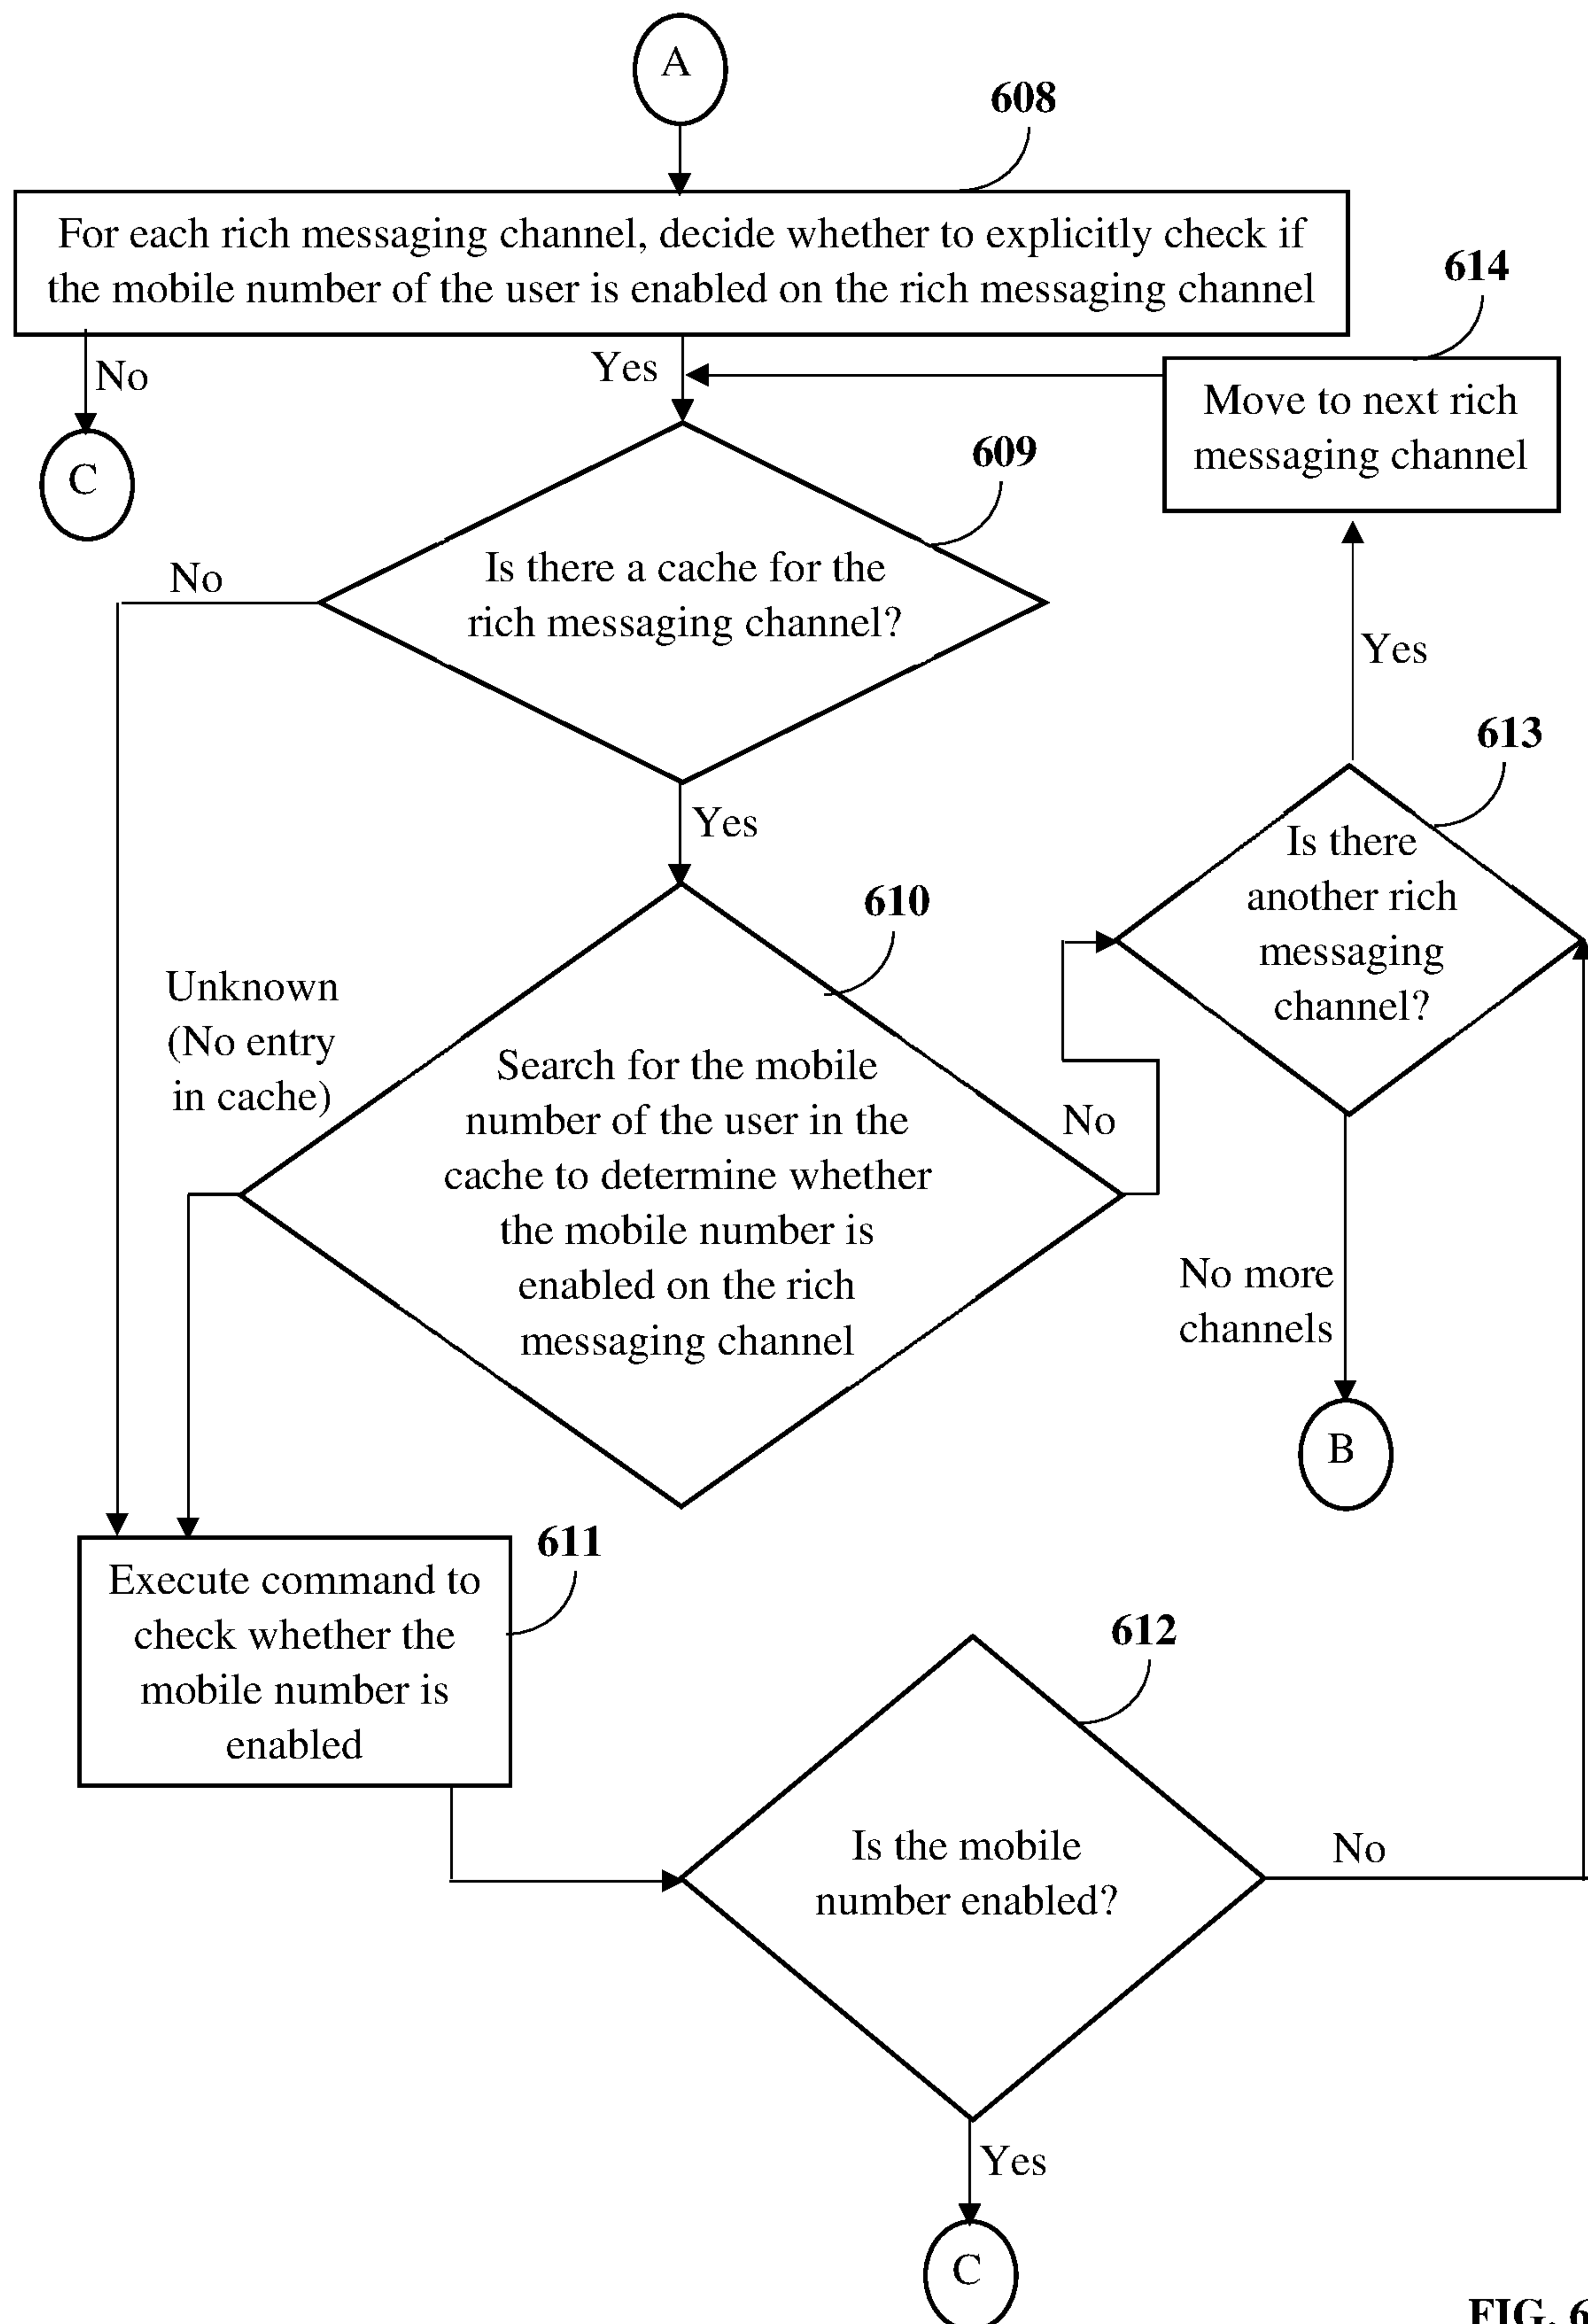 A
608
For each rich messaging channel, decide whether to explicitly check if
the mobile number of the user is enabled on the rich messaging channel
614
No
Yes
Move to next rich
messaging channel
C
609
Is there a cache for the
rich messaging channel?
No
Yes
613
Yes
Is there
another rich
messaging
channel?
610
Unknown
(No entry
in cache)
Search for the mobile
number of the user in the
cache to determine whether
the mobile number is
enabled on the rich
messaging channel
No
No more
channels
B
611
Execute command to
check whether the
mobile number is
enabled
612
Is the mobile
number enabled?
No
Yes
C
FIG. 6